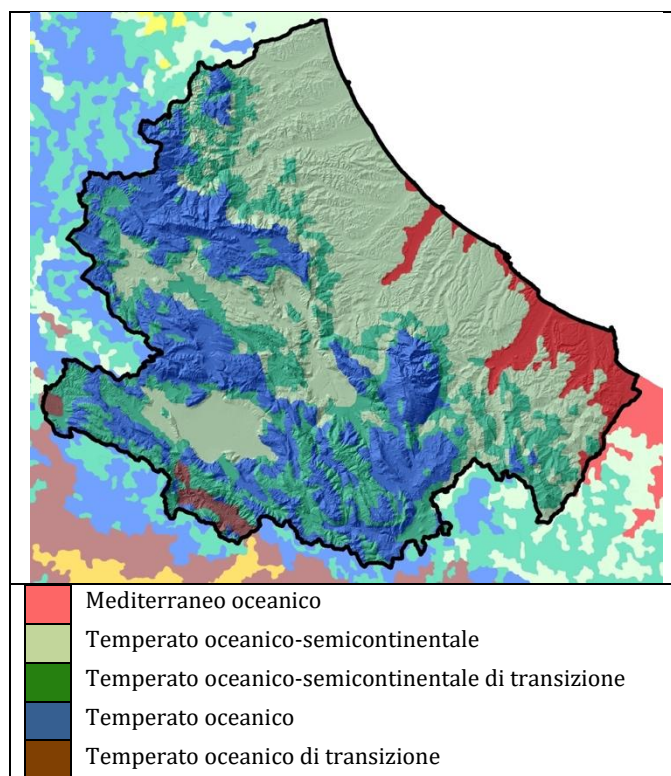 Mediterraneo oceanico
Temperato oceanico-semicontinentale
Temperato oceanico-semicontinentale di transizione
Temperato oceanico
Temperato oceanico di transizione